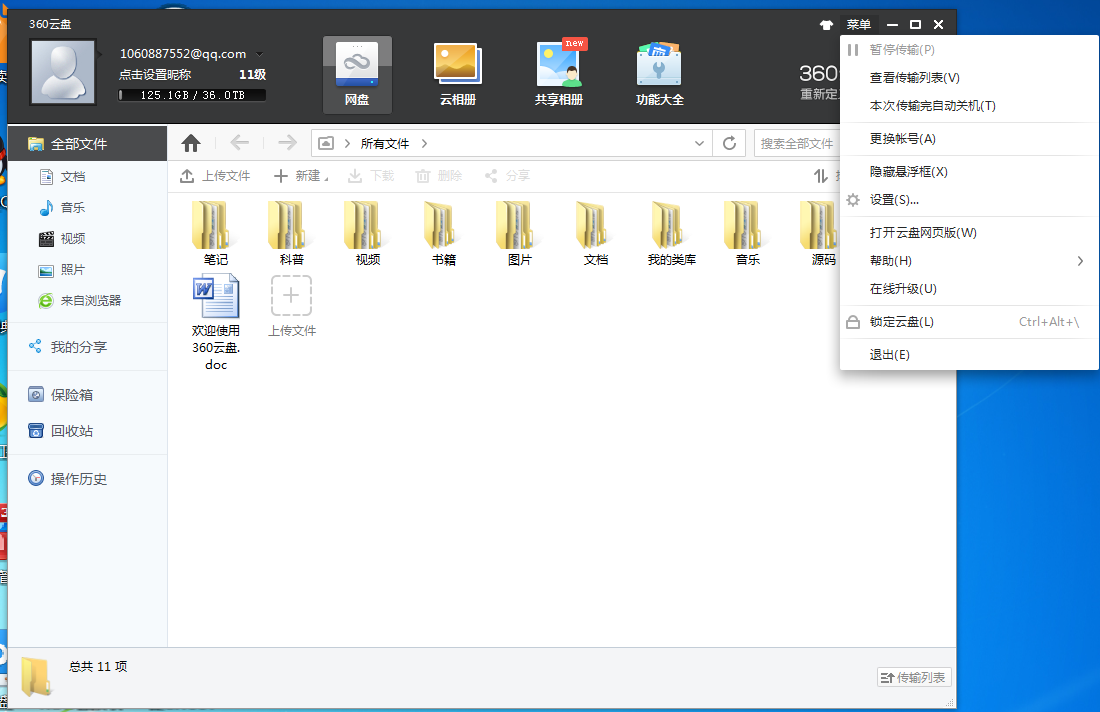 360云盘
菜单
1060887552@qq.com
点击设置昵称
11级
125.1GB / 36.0TB
网盘
云相册
new
共享相册
功能大全
360
重新定
暂停传输(P)
查看传输列表(V)
本次传输完自动关机(T)
更换帐号(A)
隐藏悬浮框(X)
设置(S)...
打开云盘网页版(W)
帮助(H)
在线升级(U)
锁定云盘(L)
Ctrl+Alt+\
退出(E)
全部文件
文档
音乐
视频
照片
来自浏览器
我的分享
保险箱
回收站
操作历史
所有文件
搜索全部文件
上传文件
新建
下载
删除
分享
笔记
科普
视频
书籍
图片
文档
我的类库
音乐
源码
欢迎使用
360云盘.
doc
上传文件
总共 11 项
传输列表